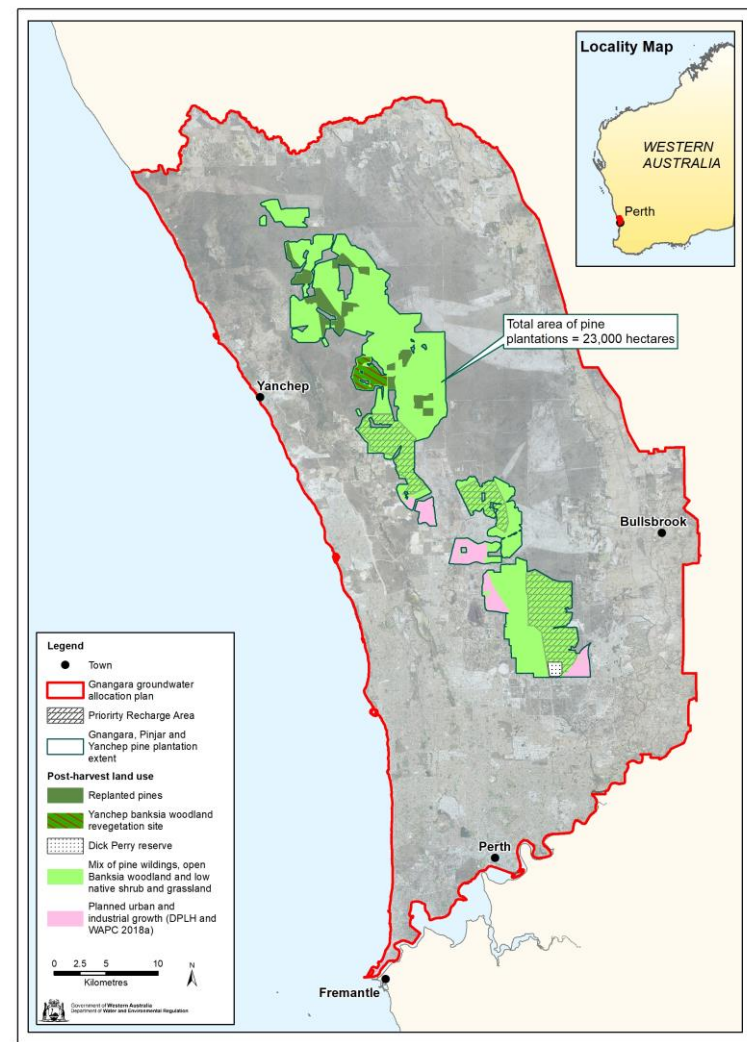 Locality Map
WESTERN
AUSTRALIA
Perth
Total area of pine
plantations = 23,000 hectares
Yanchep
Bullsbrook
Perth
Fremantle
Legend
Town
Gnangara groundwater
allocation plan
Priorirty Recharge Area
Gnangara, Pinjar and
Yanchep pine plantation
extent
Post-harvest land use
Replanted pines
Yanchep banksia woodland
revegetation site
Dick Perry reserve
Mix of pine wildings, open
Banksia woodland and low
native shrub and grassland
Planned urban and
industrial growth (DPLH and
WAPC 2018a)
0 2.5 5 10
Kilometres
N
Government of Western Australia
Department of Water and Environmental Regulation